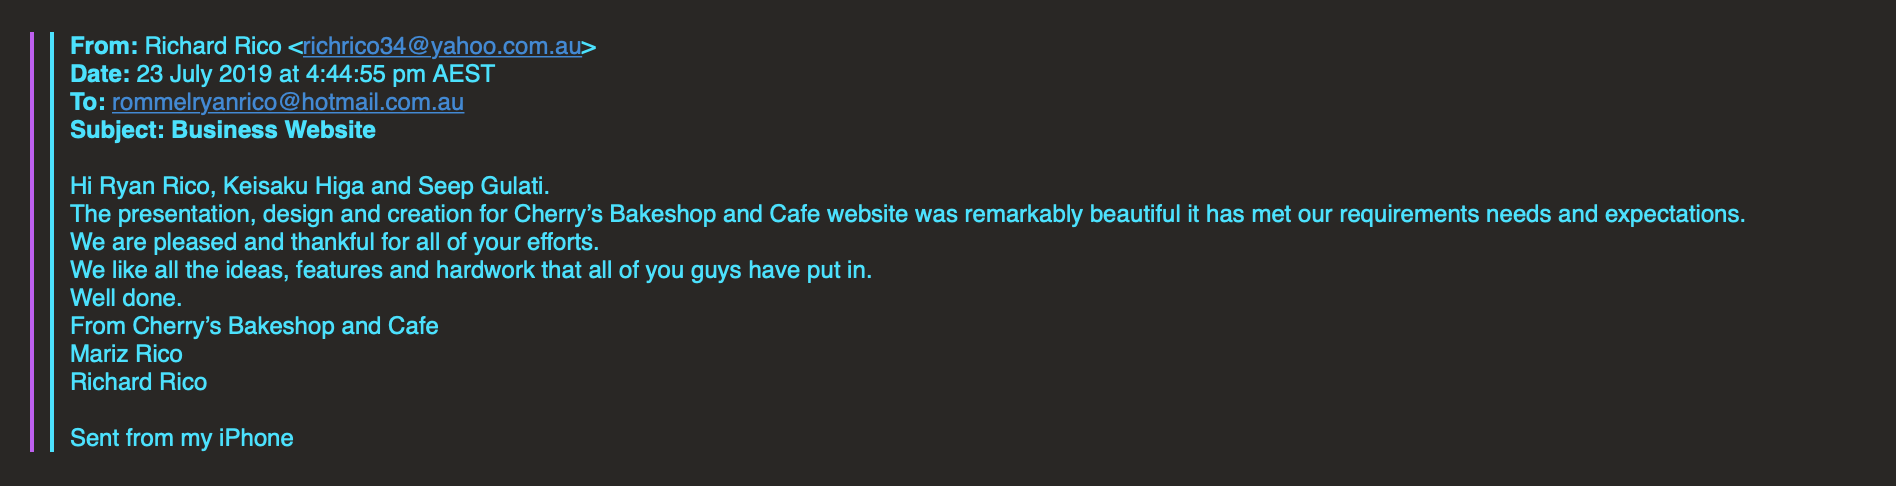 From: Richard Rico <richrico34@yahoo.com.au>
Date: 23 July 2019 at 4:44:55 pm AEST
To: rommelryanrico@hotmail.com.au
Subject: Business Website
Hi Ryan Rico, Keisaku Higa and Seep Gulati.
The presentation, design and creation for Cherry’s Bakeshop and Cafe website was remarkably beautiful it has met our requirements needs and expectations.
We are pleased and thankful for all of your efforts.
We like all the ideas, features and hardwork that all of you guys have put in.
Well done.
From Cherry’s Bakeshop and Cafe
Mariz Rico
Richard Rico
Sent from my iPhone